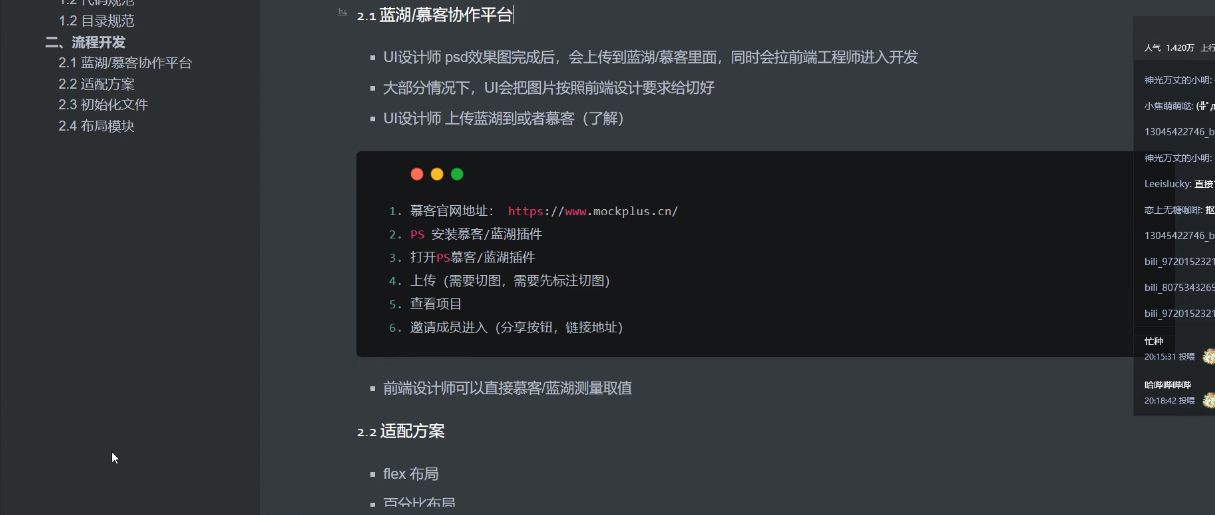 1.2 代码规范
1.2 目录规范
二、流程开发
2.1 蓝湖/慕客协作平台
2.2 适配方案
2.3 初始化文件
2.4 布局模块
2.1 蓝湖/慕客协作平台
UI设计师 psd效果图完成后，会上传到蓝湖/慕客里面，同时会拉前端工程师进入开发
大部分情况下，UI会把图片按照前端设计要求给切好
UI设计师 上传蓝湖到或者慕客（了解）
1. 慕客官网地址： https://www.mockplus.cn/
2. PS 安装慕客/蓝湖插件
3. 打开PS慕客/蓝湖插件
4. 上传（需要切图，需要先标注切图）
5. 查看项目
6. 邀请成员进入（分享按钮，链接地址）
前端设计师可以直接慕客/蓝湖测量取值
2.2 适配方案
flex 布局
百分比布局
人气 1.420万 上行
神光万丈的小明:
小焦萌萌哒:
13045422746_b
神光万丈的小明:
Leeislucky: 直接
恋上无糖咖啡: 抠
13045422746_b
bili_9720152321
bili_8075343265
bili_9720152321
忙种
20:15:31 投喂
哈哔哔哔哔
20:18:42 投喂